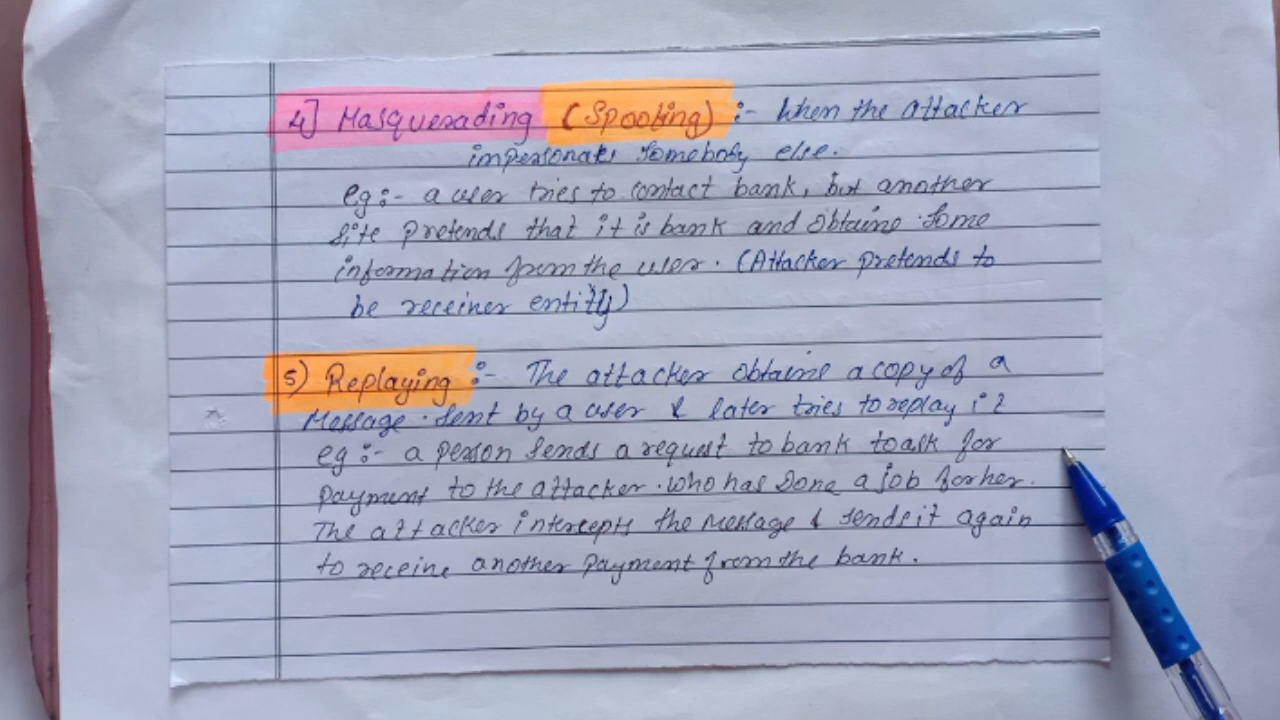 4] Masquerading (Spoofing) :- When the attacker
impersonates somebody else.
eg :- a user tries to contact bank, but another
site pretends that it is bank and obtains some
information from the user. (Attacker pretends to
be receiver entity)
5) Replaying :- The attacker obtains a copy of a
Message sent by a user & later tries to replay it
eg :- a person sends a request to bank to ask for
payment to the attacker who has done a job for her.
The attacker intercepts the message & sends it again
to receive another payment from the bank.